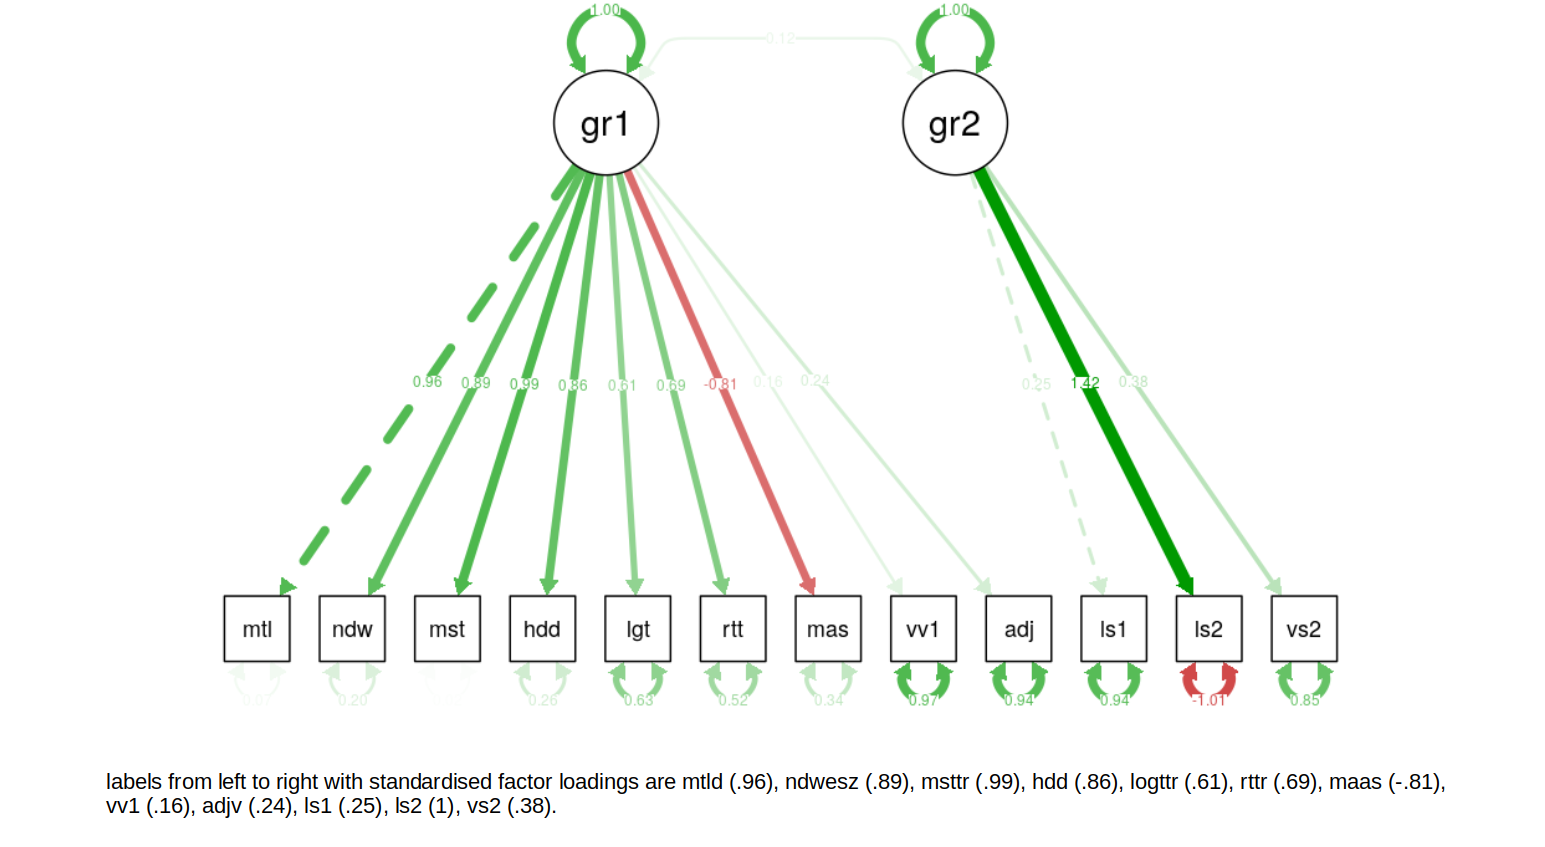 1.00 1.00
0.12
gr1 gr2
0.96 0.89 0.99 0.86 0.61 0.69 -0.81 0.16 0.24 0.25 1.42 0.38
mtl ndw mst hdd lgt rtt mas vv1 adj ls1 ls2 vs2
0.07 0.20 0.26 0.63 0.52 0.34 0.97 0.94 0.94 -1.01 0.85
labels from left to right with standardised factor loadings are mtld (.96), ndwesz (.89), msttr (.99), hdd (.86), logttr (.61), rttr (.69), maas (-.81),
vv1 (.16), adjv (.24), ls1 (.25), ls2 (1), vs2 (.38).